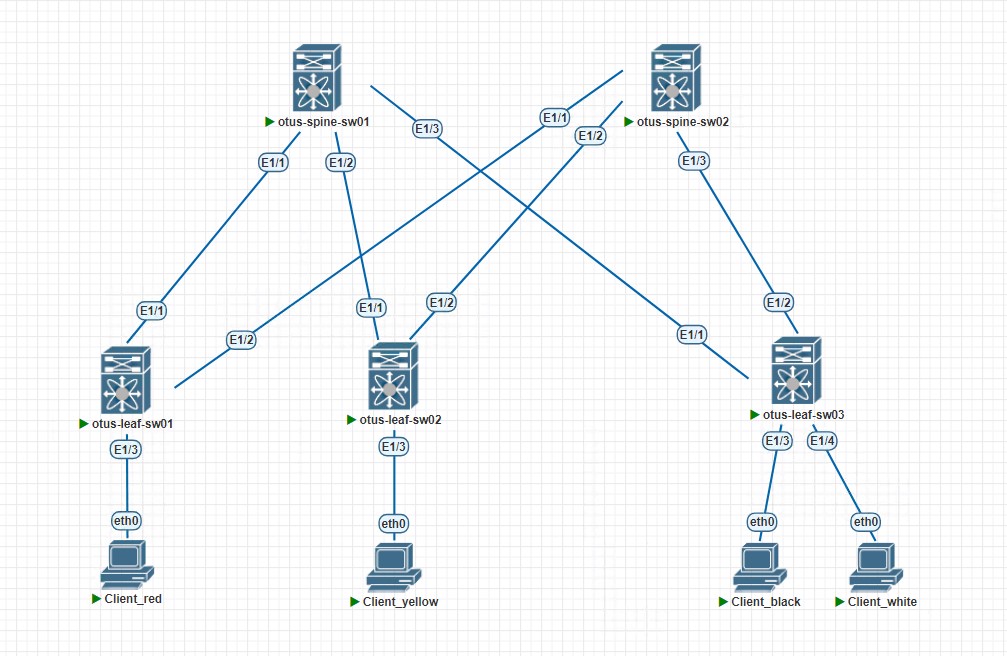 otus-spine-sw01
otus-spine-sw02
E1/3
E1/1
E1/2
E1/1
E1/2
E1/3
E1/1
E1/2
E1/1
E1/2
E1/1
E1/2
otus-leaf-sw01
otus-leaf-sw02
otus-leaf-sw03
E1/3
E1/3
E1/3
E1/4
eth0
eth0
eth0
eth0
Client_red
Client_yellow
Client_black
Client_white